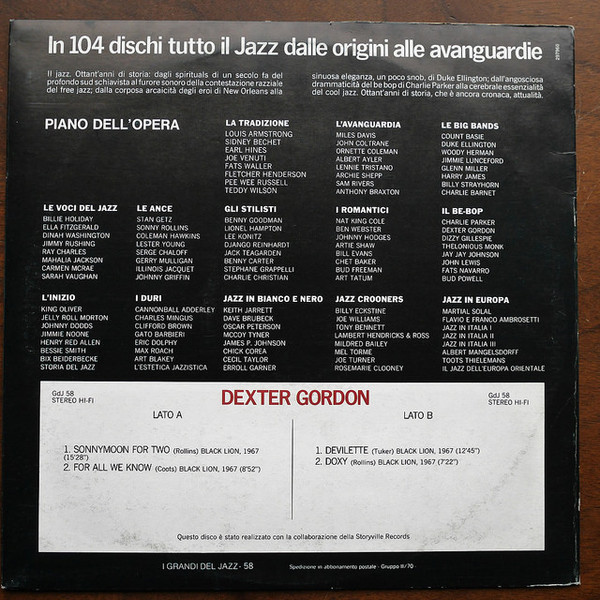 In 104 dischi tutto il Jazz dalle origini alle avanguardie
Il jazz. Ottant'anni di storia: dagli spirituals di un secolo fa del
profondo sud schiavista al furore sonoro della contestazione razziale
del free jazz; dalla corposa arcaicità degli eroi di New Orleans alla
sinuosa eleganza, un poco snob, di Duke Ellington; dall'angosciosa
drammaticità del be bop di Charlie Parker alla cerebrale essenzialità
del cool jazz. Ottant'anni di storia, che è ancora cronaca, attualità.
PIANO DELL'OPERA
LA TRADIZIONE
LOUIS ARMSTRONG
SIDNEY BECHET
EARL HINES
JOE VENUTI
FATS WALLER
FLETCHER HENDERSON
PEE WEE RUSSELL
TEDDY WILSON
L'AVANGUARDIA
MILES DAVIS
JOHN COLTRANE
ORNETTE COLEMAN
ALBERT AYLER
LENNIE TRISTANO
ARCHIE SHEPP
SAM RIVERS
ANTHONY BRAXTON
LE BIG BANDS
COUNT BASIE
DUKE ELLINGTON
WOODY HERMAN
JIMMIE LUNCEFORD
GLENN MILLER
HARRY JAMES
BILLY STRAYHORN
CHARLIE BARNET
LE VOCI DEL JAZZ
BILLIE HOLIDAY
ELLA FITZGERALD
DINAH WASHINGTON
JIMMY RUSHING
RAY CHARLES
MAHALIA JACKSON
CARMEN MCRAE
SARAH VAUGHAN
LE ANCE
STAN GETZ
SONNY ROLLINS
COLEMAN HAWKINS
LESTER YOUNG
SERGE CHALOFF
GERRY MULLIGAN
ILLINOIS JACQUET
JOHNNY GRIFFIN
GLI STILISTI
BENNY GOODMAN
LIONEL HAMPTON
LEE KONITZ
DJANGO REINHARDT
JACK TEAGARDEN
BENNY CARTER
STEPHANE GRAPPELLI
CHARLIE CHRISTIAN
I ROMANTICI
NAT KING COLE
BEN WEBSTER
JOHNNY HODGES
ARTIE SHAW
BILL EVANS
CHET BAKER
BUD FREEMAN
ART TATUM
IL BE-BOP
CHARLIE PARKER
DEXTER GORDON
DIZZY GILLESPIE
THELONIOUS MONK
JAY JAY JOHNSON
JOHN LEWIS
FATS NAVARRO
BUD POWELL
L'INIZIO
KING OLIVER
JELLY ROLL MORTON
JOHNNY DODDS
JIMMIE NOONE
HENRY RED ALLEN
BESSIE SMITH
BIX BEIDERBECKE
STORIA DEL JAZZ
I DURI
CANNONBALL ADDERLEY
CHARLES MINGUS
CLIFFORD BROWN
GATO BARBIERI
ERIC DOLPHY
MAX ROACH
ART BLAKEY
L'ESTETICA JAZZISTICA
JAZZ IN BIANCO E NERO
KEITH JARRETT
DAVE BRUBECK
OSCAR PETERSON
MCCOY TYNER
JAMES P. JOHNSON
CHICK COREA
CECIL TAYLOR
ERROLL GARNER
JAZZ CROONERS
BILLY ECKSTINE
JOE WILLIAMS
TONY BENNETT
LAMBERT HENDRICKS & ROSS
MILDRED BAILEY
MEL TORMÉ
JOE TURNER
ROSEMARIE CLOONEY
JAZZ IN EUROPA
MARTIAL SOLAL
FLAVIO E FRANCO AMBROSETTI
JAZZ IN ITALIA I
JAZZ IN ITALIA II
JAZZ IN ITALIA III
ALBERT MANGELSDORFF
TOOTS THIELEMANS
IL JAZZ DELL'EUROPA ORIENTALE
GdJ 58
STEREO HI-FI
DEXTER GORDON
GdJ 58
STEREO HI-FI
LATO A
1. SONNYMOON FOR TWO (Rollins) BLACK LION, 1967
(15'28")
2. FOR ALL WE KNOW (Coots) BLACK LION, 1967 (8'52")
LATO B
1. DEVILETTE (Tuker) BLACK LION, 1967 (12'45")
2. DOXY (Rollins) BLACK LION, 1967 (7'22")
Questo disco è stato realizzato con la collaborazione della Storyville Records
I GRANDI DEL JAZZ - 58
Spedizione in abbonamento postale - Gruppo II/70 -